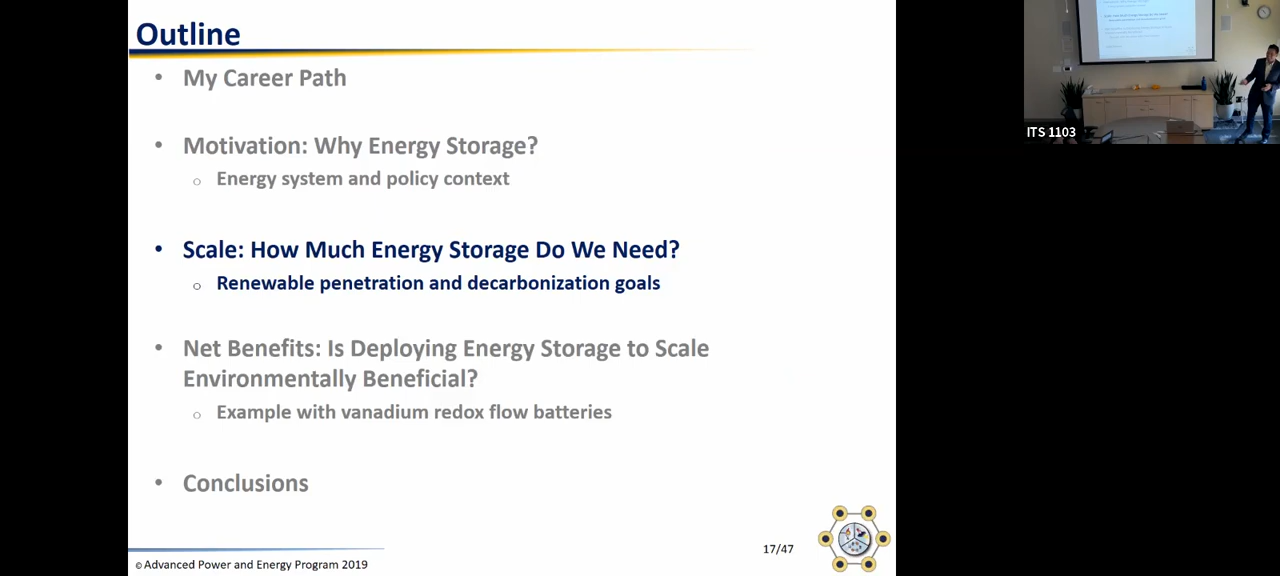 Outline
• My Career Path
• Motivation: Why Energy Storage?
○ Energy system and policy context
• Scale: How Much Energy Storage Do We Need?
○ Renewable penetration and decarbonization goals
• Net Benefits: Is Deploying Energy Storage to Scale
Environmentally Beneficial?
○ Example with vanadium redox flow batteries
• Conclusions
17/47
© Advanced Power and Energy Program 2019
ITS 1103